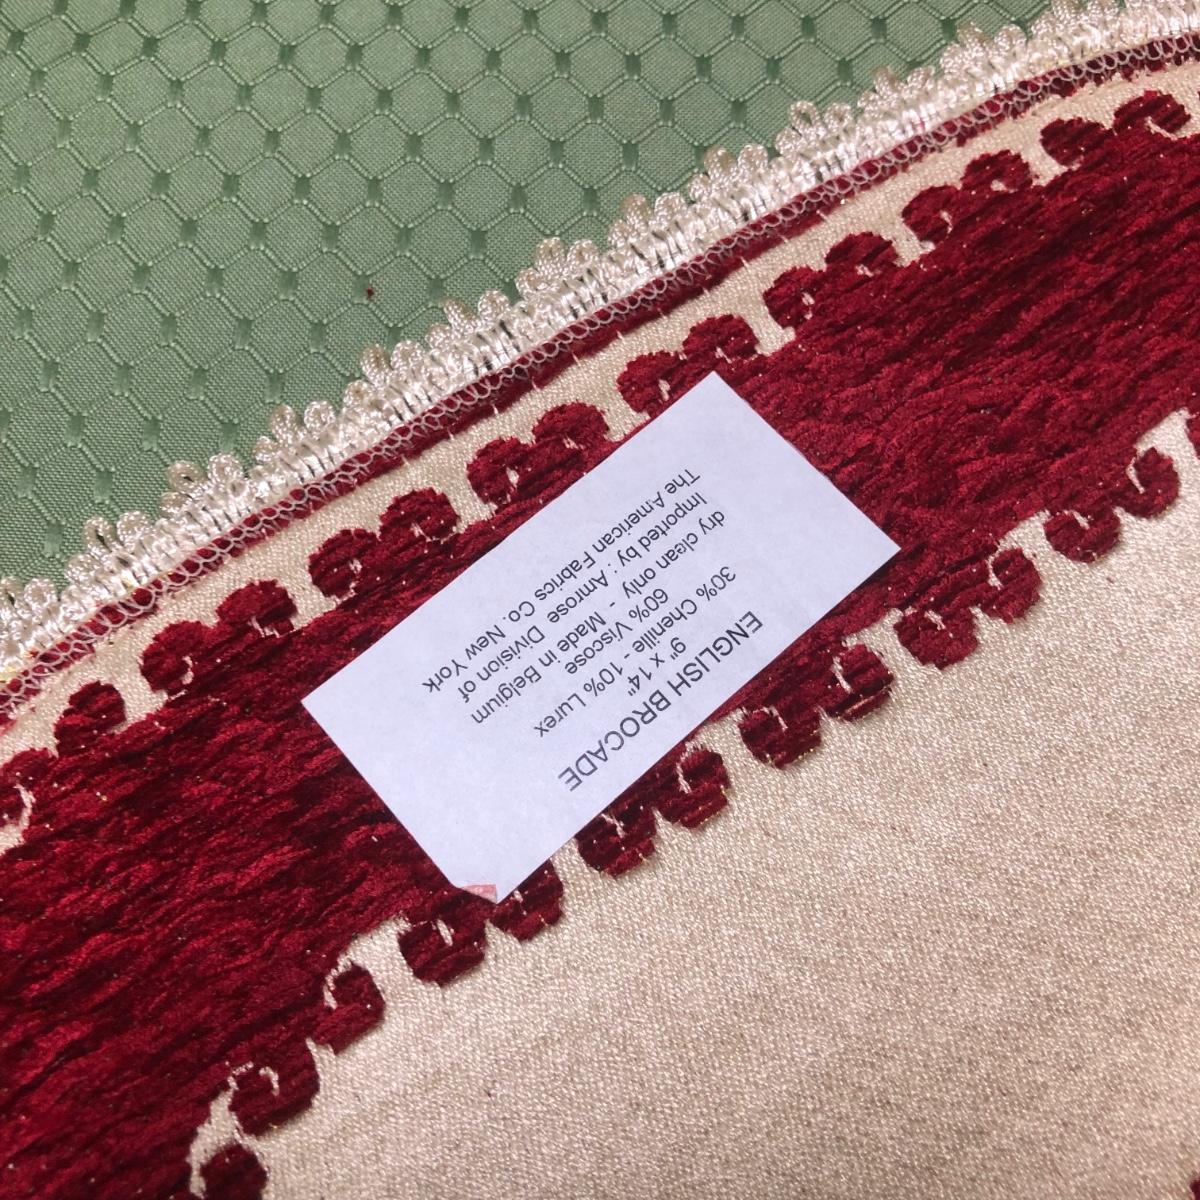 ENGLISH BROCADE
9" X 14"
30% Chenille - 10% Lurex
60% Viscose
dry clean only - Made in Belgium
Imported by : Amrose Division of
The American Fabrics Co. New York